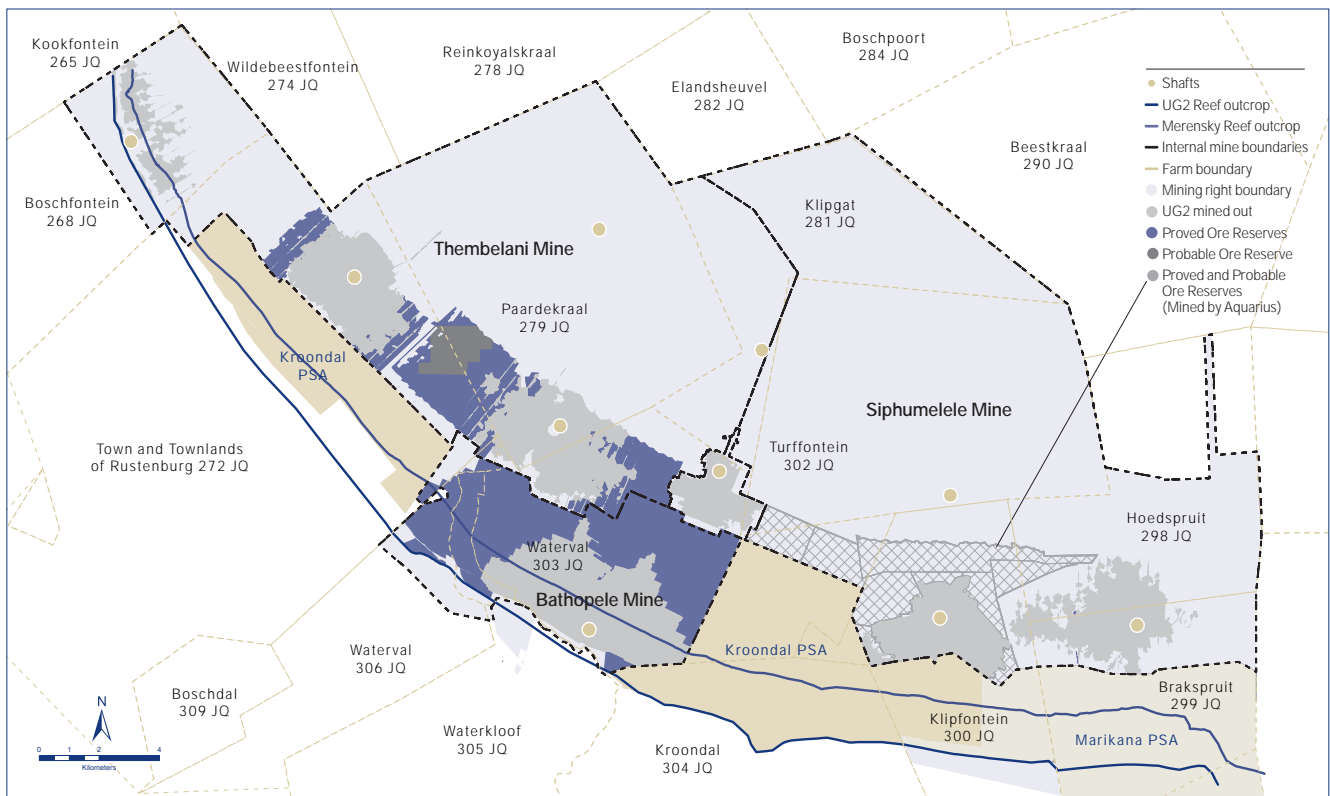 Kookfontein
265 JQ
Wildebeestfontein
274 JQ
Reinkoyalskraal
278 JQ
Elandsheuvel
282 JQ
Boschpoort
284 JQ
Shafts
UG2 Reef outcrop
Merensky Reef outcrop
Internal mine boundaries
Farm boundary
Mining right boundary
UG2 mined out
Proved Ore Reserves
Probable Ore Reserve
Proved and Probable
Ore Reserves
(Mined by Aquarius)
Beestkraal
290 JQ
Boschfontein
268 JQ
Klipgat
281 JQ
Thembelani Mine
Paardekraal
279 JQ
Kroondal
PSA
Siphumelele Mine
Town and Townlands
of Rustenburg 272 JQ
Turffontein
302 JQ
Hoedspruit
298 JQ
Waterval
303 JQ
Bathopele Mine
Waterval
306 JQ
Kroondal PSA
Boschdal
309 JQ
Brakspruit
299 JQ
Waterkloof
305 JQ
Klipfontein
300 JQ
Kroondal
304 JQ
Marikana PSA
N
0 1 2 4
Kilometers